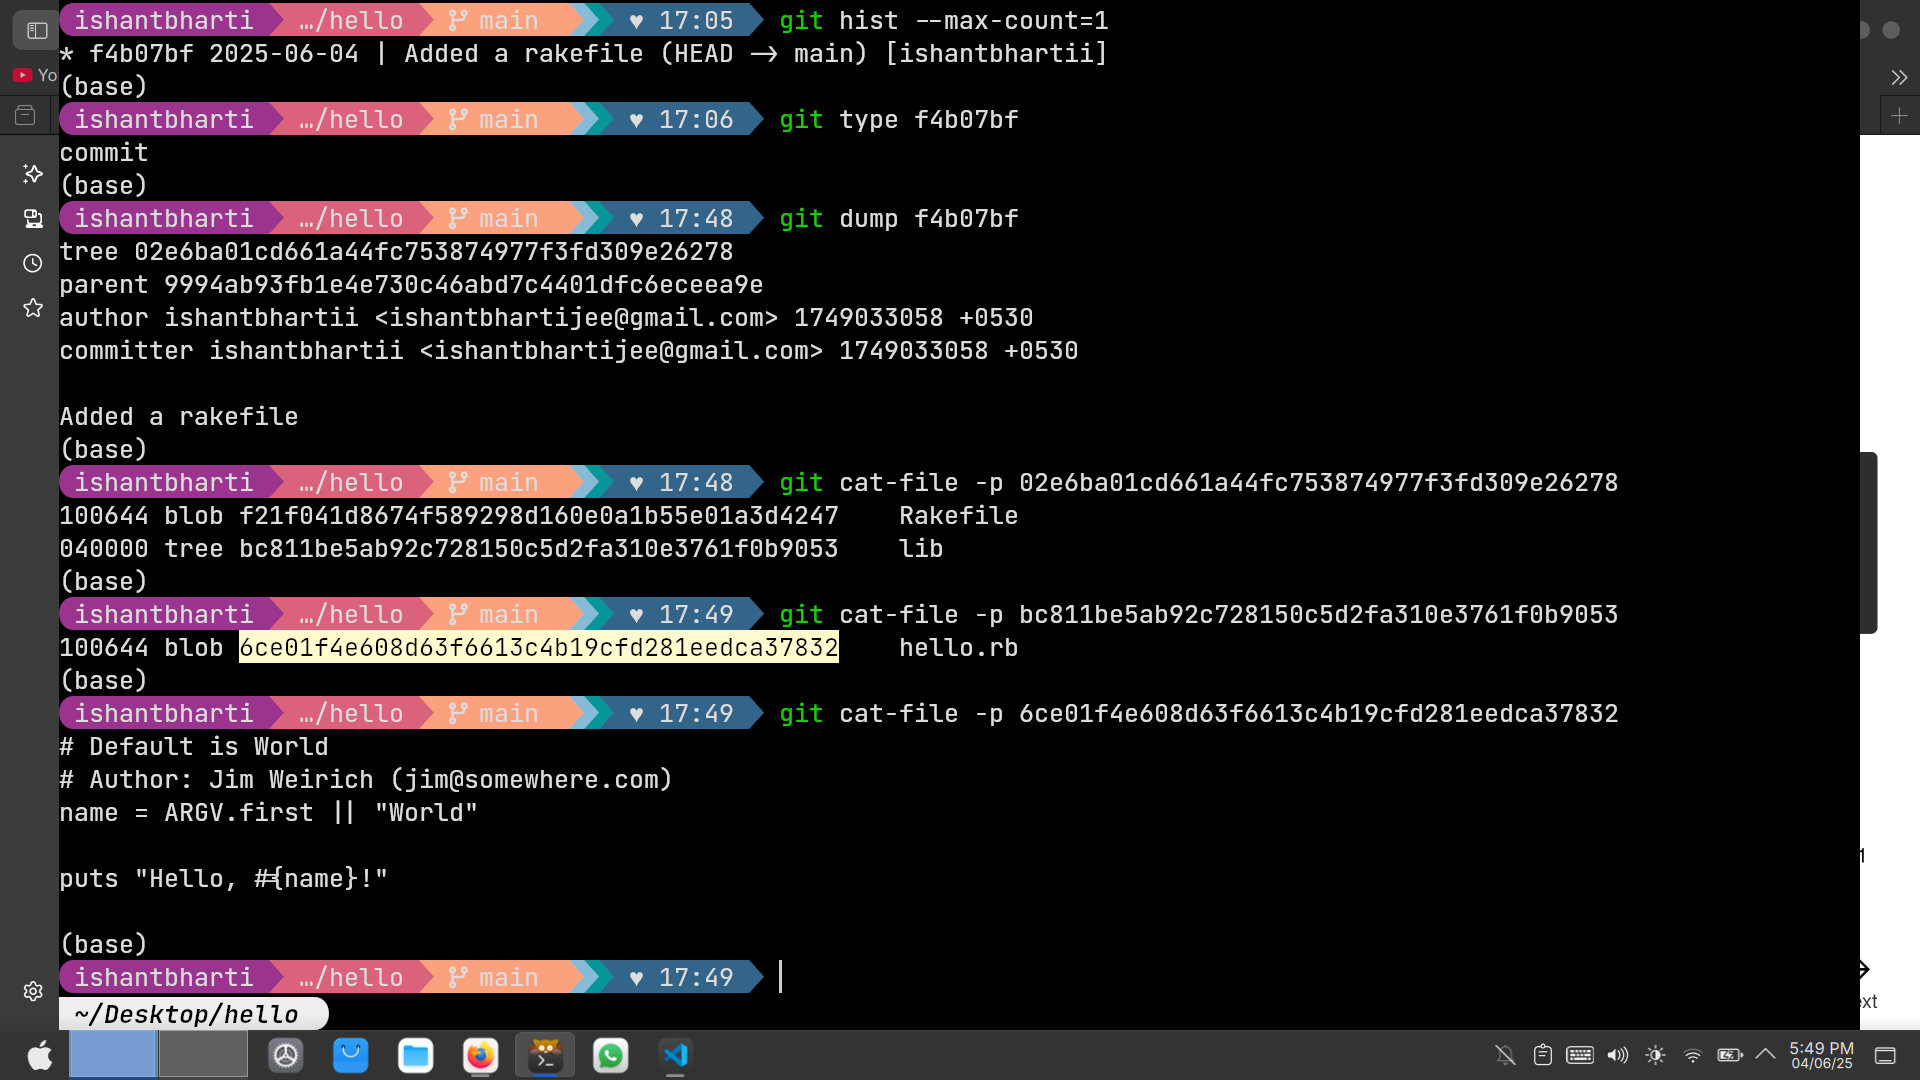 ishantbharti …/hello main ♥ 17:05 git hist --max-count=1
* f4b07bf 2025-06-04 | Added a rakefile (HEAD -> main) [ishantbhartii]
Yo
(base)
ishantbharti …/hello main ♥ 17:06 git type f4b07bf
commit
(base)
ishantbharti …/hello main ♥ 17:48 git dump f4b07bf
tree 02e6ba01cd661a44fc753874977f3fd309e26278
parent 9994ab93fb1e4e730c46abd7c4401dfc6eceea9e
author ishantbhartii <ishantbhartijee@gmail.com> 1749033058 +0530
committer ishantbhartii <ishantbhartijee@gmail.com> 1749033058 +0530
Added a rakefile
(base)
ishantbharti …/hello main ♥ 17:48 git cat-file -p 02e6ba01cd661a44fc753874977f3fd309e26278
100644 blob f21f041d8674f589298d160e0a1b55e01a3d4247    Rakefile
040000 tree bc811be5ab92c728150c5d2fa310e3761f0b9053    lib
(base)
ishantbharti …/hello main ♥ 17:49 git cat-file -p bc811be5ab92c728150c5d2fa310e3761f0b9053
100644 blob 6ce01f4e608d63f6613c4b19cfd281eedca37832    hello.rb
(base)
ishantbharti …/hello main ♥ 17:49 git cat-file -p 6ce01f4e608d63f6613c4b19cfd281eedca37832
# Default is World
# Author: Jim Weirich (jim@somewhere.com)
name = ARGV.first || "World"
puts "Hello, #{name}!"
(base)
ishantbharti …/hello main ♥ 17:49
ext
~/Desktop/hello
5:49 PM
04/06/25